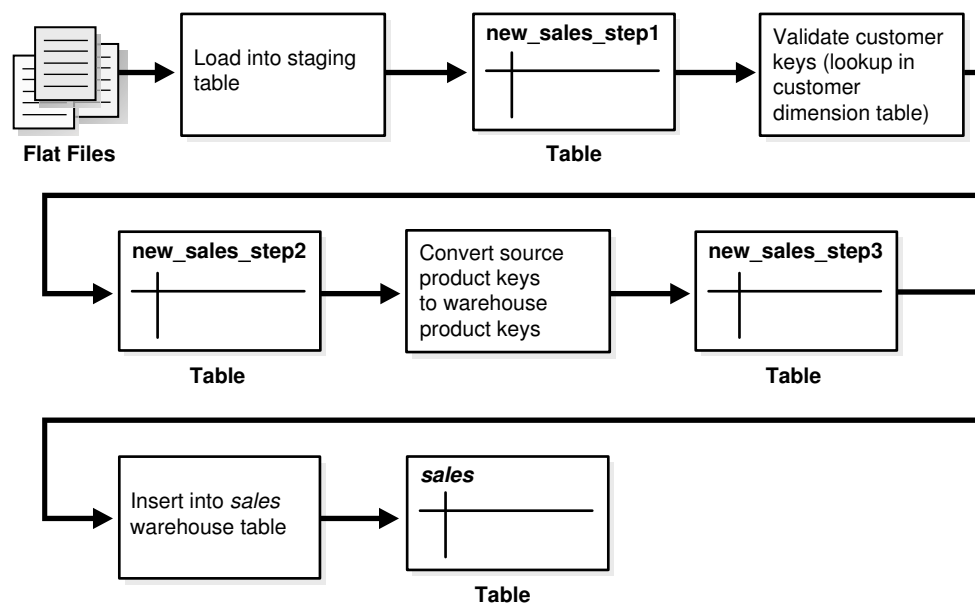 Flat Files
Load into staging
table
new_sales_step1
Table
Validate customer
keys (lookup in
customer
dimension table)
new_sales_step2
Table
Convert source
product keys
to warehouse
product keys
new_sales_step3
Table
Insert into sales
warehouse table
sales
Table